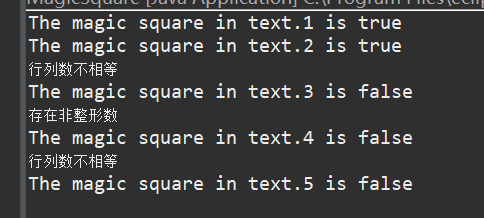 MagicSquare [Java Application] C:\Program Files\ecli
The magic square in text.1 is true
The magic square in text.2 is true
行列数不相等
The magic square in text.3 is false
存在非整形数
The magic square in text.4 is false
行列数不相等
The magic square in text.5 is false